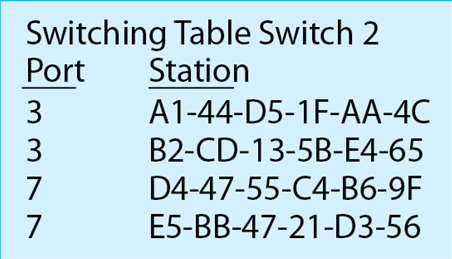 Switching Table Switch 2
Port Station
3 A1-44-D5-1F-AA-4C
3 B2-CD-13-5B-E4-65
7 D4-47-55-C4-B6-9F
7 E5-BB-47-21-D3-56